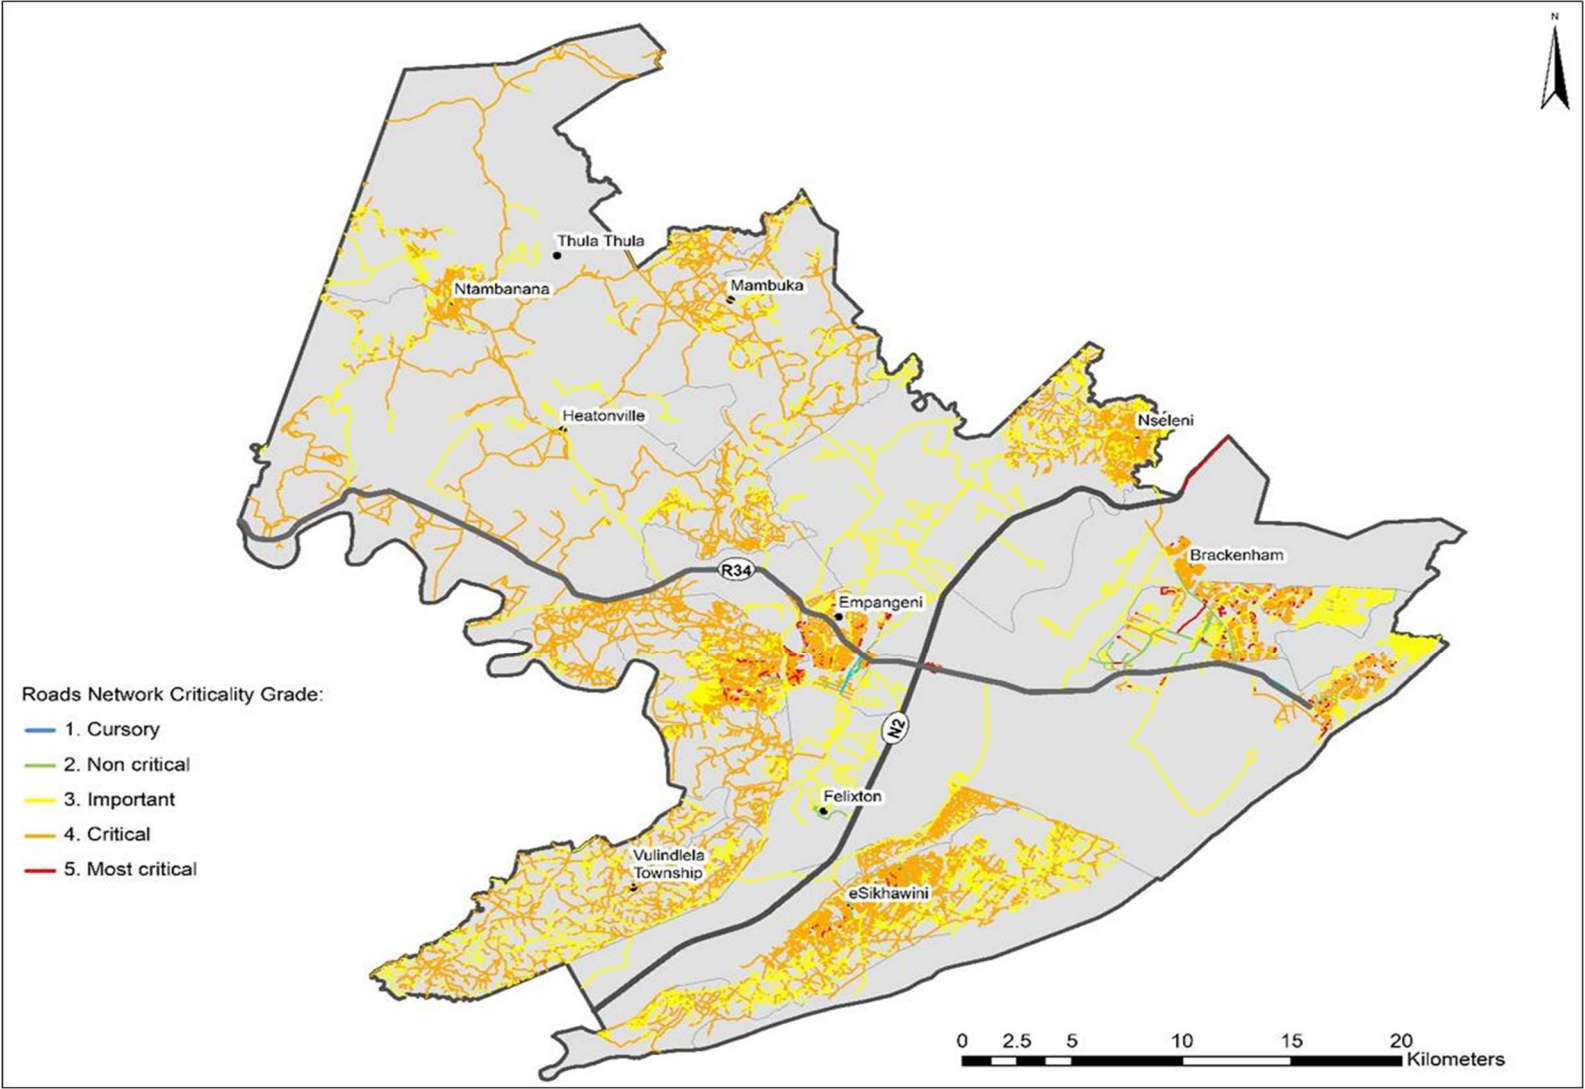 N
Thula Thula
Ntambanana
Mambuka
Heatonville
Nseleni
Brackenham
R34
Empangeni
N2
Felixton
Vulindlela
Township
eSikhawini
Roads Network Criticality Grade:
1. Cursory
2. Non critical
3. Important
4. Critical
5. Most critical
0 2.5 5 10 15 20
Kilometers